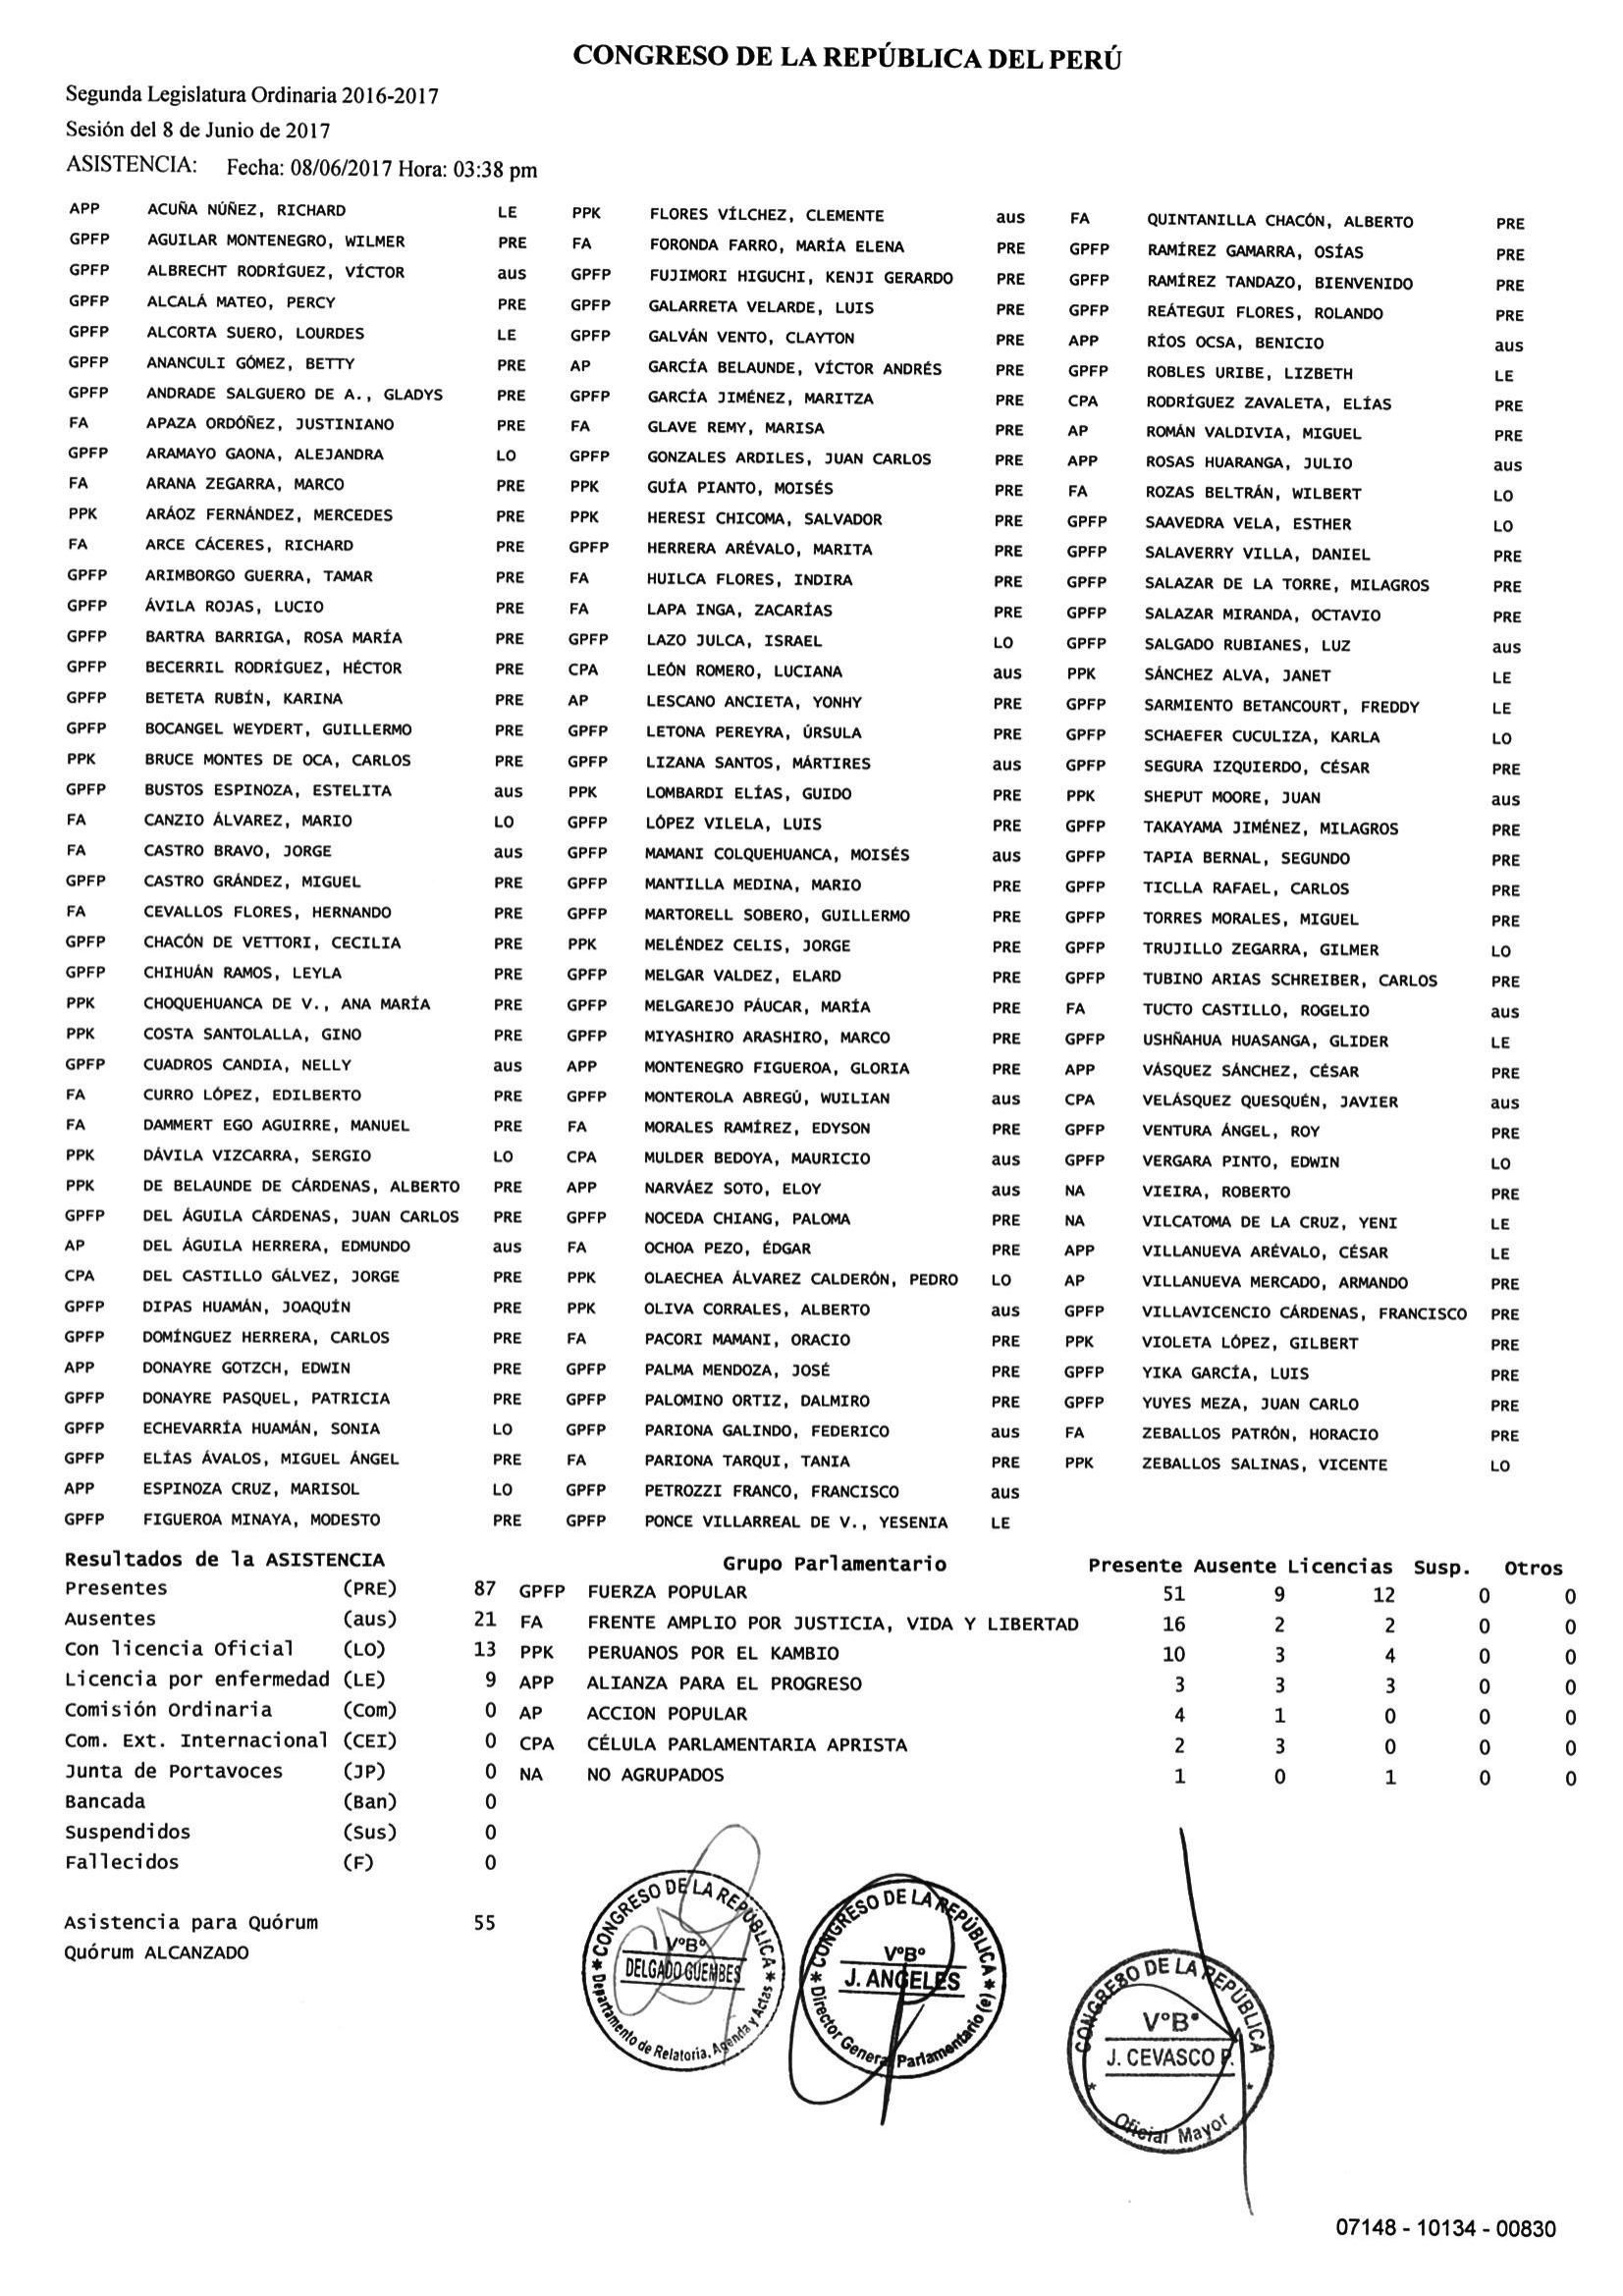 CONGRESO DE LA REPÚBLICA DEL PERÚ
Segunda Legislatura Ordinaria 2016-2017
Sesión del 8 de Junio de 2017
ASISTENCIA: Fecha: 08/06/2017 Hora: 03:38 pm
APP ACUÑA NÚÑEZ, RICHARD LE PPK FLORES VÍLCHEZ, CLEMENTE aus FA QUINTANILLA CHACÓN, ALBERTO PRE
GPFP AGUILAR MONTENEGRO, WILMER PRE FA FORONDA FARRO, MARÍA ELENA PRE GPFP RAMÍREZ GAMARRA, OSÍAS PRE
GPFP ALBRECHT RODRÍGUEZ, VÍCTOR aus GPFP FUJIMORI HIGUCHI, KENJI GERARDO PRE GPFP RAMÍREZ TANDAZO, BIENVENIDO PRE
GPFP ALCALÁ MATEO, PERCY PRE GPFP GALARRETA VELARDE, LUIS PRE GPFP REÁTEGUI FLORES, ROLANDO PRE
GPFP ALCORTA SUERO, LOURDES LE GPFP GALVÁN VENTO, CLAYTON PRE APP RÍOS OCSA, BENICIO aus
GPFP ANANCULI GÓMEZ, BETTY PRE AP GARCÍA BELAUNDE, VÍCTOR ANDRÉS PRE GPFP ROBLES URIBE, LIZBETH LE
GPFP ANDRADE SALGUERO DE A., GLADYS PRE GPFP GARCÍA JIMÉNEZ, MARITZA PRE CPA RODRÍGUEZ ZAVALETA, ELÍAS PRE
FA APAZA ORDÓÑEZ, JUSTINIANO PRE FA GLAVE REMY, MARISA PRE AP ROMÁN VALDIVIA, MIGUEL PRE
GPFP ARAMAYO GAONA, ALEJANDRA LO GPFP GONZALES ARDILES, JUAN CARLOS PRE APP ROSAS HUARANGA, JULIO aus
FA ARANA ZEGARRA, MARCO PRE PPK GUÍA PIANTO, MOISÉS PRE FA ROZAS BELTRÁN, WILBERT LO
PPK ARÁOZ FERNÁNDEZ, MERCEDES PRE PPK HERESI CHICOMA, SALVADOR PRE GPFP SAAVEDRA VELA, ESTHER LO
FA ARCE CÁCERES, RICHARD PRE GPFP HERRERA ARÉVALO, MARITA PRE GPFP SALAVERRY VILLA, DANIEL PRE
GPFP ARIMBORGO GUERRA, TAMAR PRE FA HUILCA FLORES, INDIRA PRE GPFP SALAZAR DE LA TORRE, MILAGROS PRE
GPFP ÁVILA ROJAS, LUCIO PRE FA LAPA INGA, ZACARÍAS PRE GPFP SALAZAR MIRANDA, OCTAVIO PRE
GPFP BARTRA BARRIGA, ROSA MARÍA PRE GPFP LAZO JULCA, ISRAEL LO GPFP SALGADO RUBIANES, LUZ aus
GPFP BECERRIL RODRÍGUEZ, HÉCTOR PRE CPA LEÓN ROMERO, LUCIANA aus PPK SÁNCHEZ ALVA, JANET LE
GPFP BETETA RUBÍN, KARINA PRE AP LESCANO ANCIETA, YONHY PRE GPFP SARMIENTO BETANCOURT, FREDDY LE
GPFP BOCANGEL WEYDERT, GUILLERMO PRE GPFP LETONA PEREYRA, ÚRSULA PRE GPFP SCHAEFER CUCULIZA, KARLA LO
PPK BRUCE MONTES DE OCA, CARLOS PRE GPFP LIZANA SANTOS, MÁRTIRES aus GPFP SEGURA IZQUIERDO, CÉSAR PRE
GPFP BUSTOS ESPINOZA, ESTELITA aus PPK LOMBARDI ELÍAS, GUIDO PRE PPK SHEPUT MOORE, JUAN aus
FA CANZIO ÁLVAREZ, MARIO LO GPFP LÓPEZ VILELA, LUIS PRE GPFP TAKAYAMA JIMÉNEZ, MILAGROS PRE
FA CASTRO BRAVO, JORGE aus GPFP MAMANI COLQUEHUANCA, MOISÉS aus GPFP TAPIA BERNAL, SEGUNDO PRE
GPFP CASTRO GRÁNDEZ, MIGUEL PRE GPFP MANTILLA MEDINA, MARIO PRE GPFP TICLLA RAFAEL, CARLOS PRE
FA CEVALLOS FLORES, HERNANDO PRE GPFP MARTORELL SOBERO, GUILLERMO PRE GPFP TORRES MORALES, MIGUEL PRE
GPFP CHACÓN DE VETTORI, CECILIA PRE PPK MELÉNDEZ CELIS, JORGE PRE GPFP TRUJILLO ZEGARRA, GILMER LO
GPFP CHIHUÁN RAMOS, LEYLA PRE GPFP MELGAR VALDEZ, ELARD PRE GPFP TUBINO ARIAS SCHREIBER, CARLOS PRE
PPK CHOQUEHUANCA DE V., ANA MARÍA PRE GPFP MELGAREJO PÁUCAR, MARÍA PRE FA TUCTO CASTILLO, ROGELIO aus
PPK COSTA SANTOLALLA, GINO PRE GPFP MIYASHIRO ARASHIRO, MARCO PRE GPFP USHÑAHUA HUASANGA, GLIDER LE
GPFP CUADROS CANDIA, NELLY aus APP MONTENEGRO FIGUEROA, GLORIA PRE APP VÁSQUEZ SÁNCHEZ, CÉSAR PRE
FA CURRO LÓPEZ, EDILBERTO PRE GPFP MONTEROLA ABREGÚ, WUILIAN aus CPA VELÁSQUEZ QUESQUÉN, JAVIER aus
FA DAMMERT EGO AGUIRRE, MANUEL PRE FA MORALES RAMÍREZ, EDYSON PRE GPFP VENTURA ÁNGEL, ROY PRE
PPK DÁVILA VIZCARRA, SERGIO LO CPA MULDER BEDOYA, MAURICIO aus GPFP VERGARA PINTO, EDWIN LO
PPK DE BELAUNDE DE CÁRDENAS, ALBERTO PRE APP NARVÁEZ SOTO, ELOY aus NA VIEIRA, ROBERTO PRE
GPFP DEL ÁGUILA CÁRDENAS, JUAN CARLOS PRE GPFP NOCEDA CHIANG, PALOMA PRE NA VILCATOMA DE LA CRUZ, YENI LE
AP DEL ÁGUILA HERRERA, EDMUNDO aus FA OCHOA PEZO, ÉDGAR PRE APP VILLANUEVA ARÉVALO, CÉSAR LE
CPA DEL CASTILLO GÁLVEZ, JORGE PRE PPK OLAECHEA ÁLVAREZ CALDERÓN, PEDRO LO AP VILLANUEVA MERCADO, ARMANDO PRE
GPFP DIPAS HUAMÁN, JOAQUÍN PRE PPK OLIVA CORRALES, ALBERTO aus GPFP VILLAVICENCIO CÁRDENAS, FRANCISCO PRE
GPFP DOMÍNGUEZ HERRERA, CARLOS PRE FA PACORI MAMANI, ORACIO PRE PPK VIOLETA LÓPEZ, GILBERT PRE
APP DONAYRE GOTZCH, EDWIN PRE GPFP PALMA MENDOZA, JOSÉ PRE GPFP YIKA GARCÍA, LUIS PRE
GPFP DONAYRE PASQUEL, PATRICIA PRE GPFP PALOMINO ORTIZ, DALMIRO PRE GPFP YUYES MEZA, JUAN CARLO PRE
GPFP ECHEVARRÍA HUAMÁN, SONIA LO GPFP PARIONA GALINDO, FEDERICO aus FA ZEBALLOS PATRÓN, HORACIO PRE
GPFP ELÍAS ÁVALOS, MIGUEL ÁNGEL PRE FA PARIONA TARQUI, TANIA PRE PPK ZEBALLOS SALINAS, VICENTE LO
APP ESPINOZA CRUZ, MARISOL LO GPFP PETROZZI FRANCO, FRANCISCO aus
GPFP FIGUEROA MINAYA, MODESTO PRE GPFP PONCE VILLARREAL DE V., YESENIA LE
Resultados de la ASISTENCIA Grupo Parlamentario Presente Ausente Licencias Susp. Otros
Presentes (PRE) 87 GPFP FUERZA POPULAR 51 9 12 0 0
Ausentes (aus) 21 FA FRENTE AMPLIO POR JUSTICIA, VIDA Y LIBERTAD 16 2 2 0 0
Con licencia Oficial (LO) 13 PPK PERUANOS POR EL KAMBIO 10 3 4 0 0
Licencia por enfermedad (LE) 9 APP ALIANZA PARA EL PROGRESO 3 3 3 0 0
Comisión Ordinaria (Com) 0 AP ACCION POPULAR 4 1 0 0 0
Com. Ext. Internacional (CEI) 0 CPA CÉLULA PARLAMENTARIA APRISTA 2 3 0 0 0
Junta de Portavoces (JP) 0 NA NO AGRUPADOS 1 0 1 0 0
Bancada (Ban) 0
Suspendidos (Sus) 0
Fallecidos (F) 0
Asistencia para Quórum 55
Quórum ALCANZADO
* CONGRESO DE LA REPÚBLICA *
V°B°
DELGADO GUEMBES
Departamento de Relatoria, Agenda y Actas
* CONGRESO DE LA REPÚBLICA *
V°B°
J. ANGELES
Director General Parlamentario (e)
CONGRESO DE LA REPÚBLICA
V°B°
J. CEVASCO P.
* Oficial Mayor *
07148 - 10134 - 00830